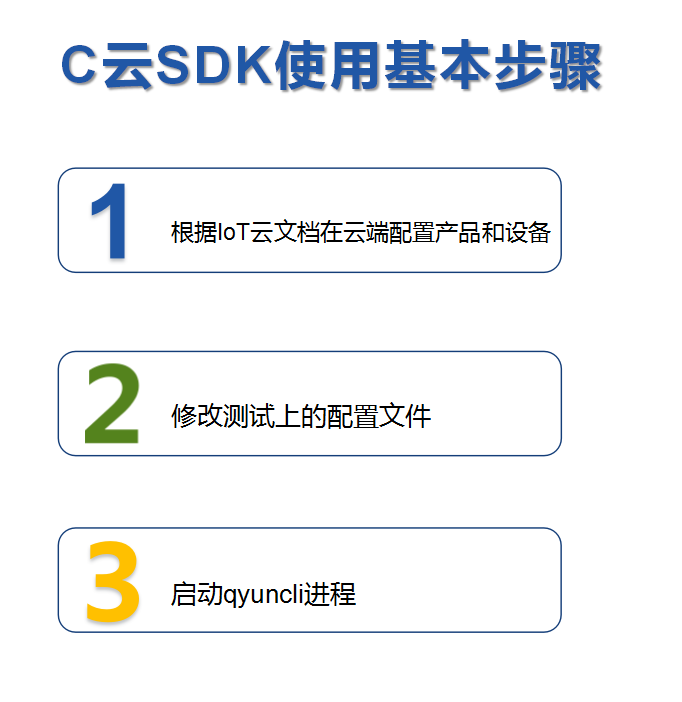 C云SDK使用基本步骤
1
根据IoT云文档在云端配置产品和设备
2
修改测试上的配置文件
3
启动qyuncli进程